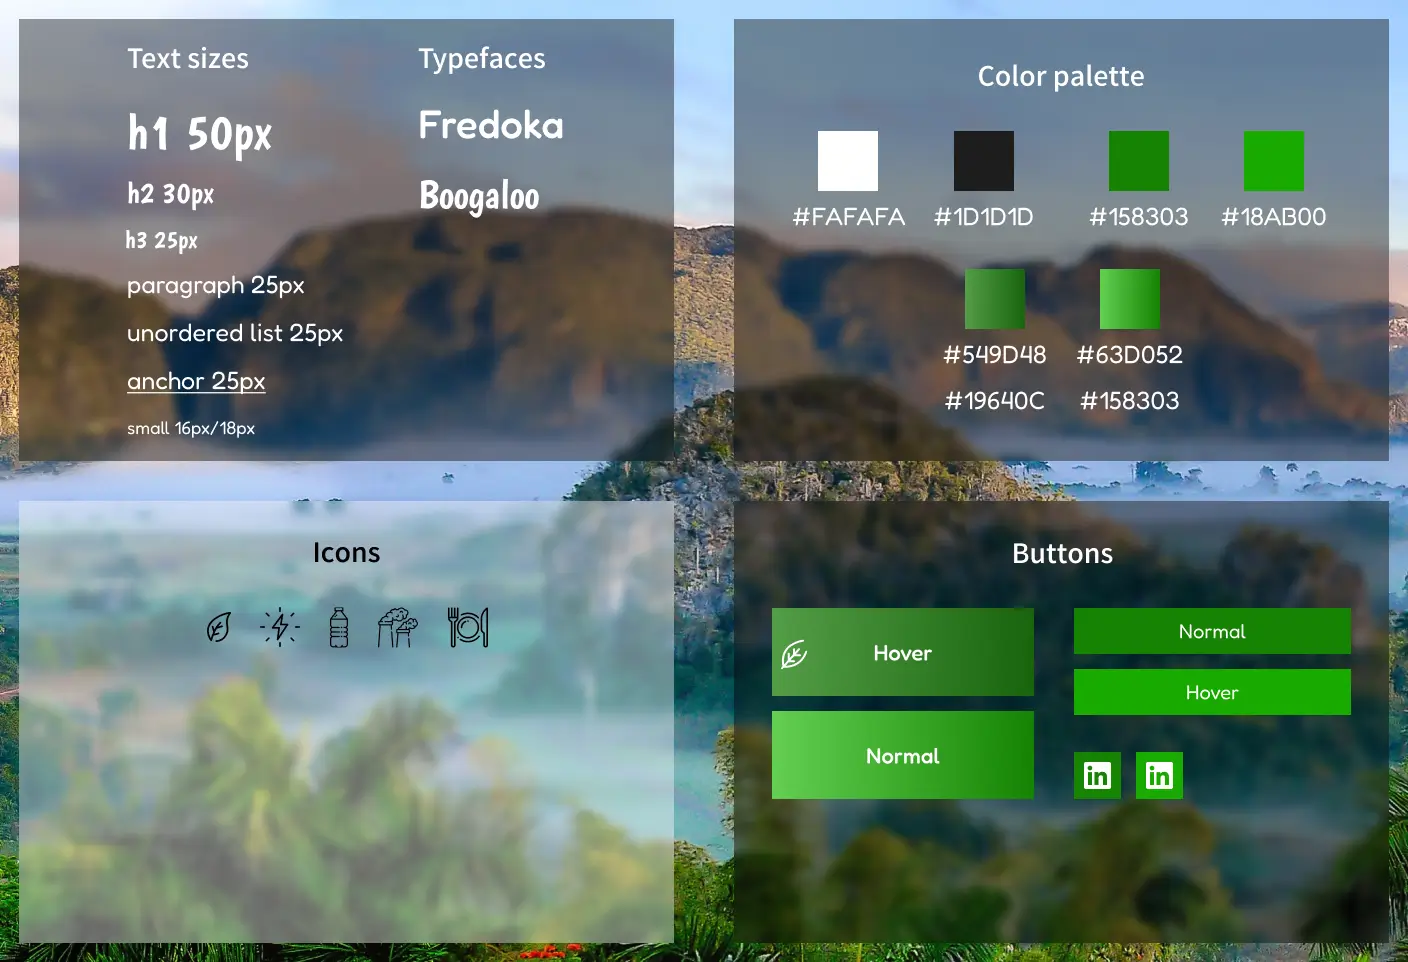 Text sizes
h1 50px
h2 30px
h3 25px
paragraph 25px
unordered list 25px
anchor 25px
small 16px/18px
Typefaces
Fredoka
Boogaloo
Color palette
#FAFAFA #1D1D1D #158303 #18AB00
#549D48 #63D052
#19640C #158303
Icons
Buttons
Hover
Normal
Normal
Hover
in in